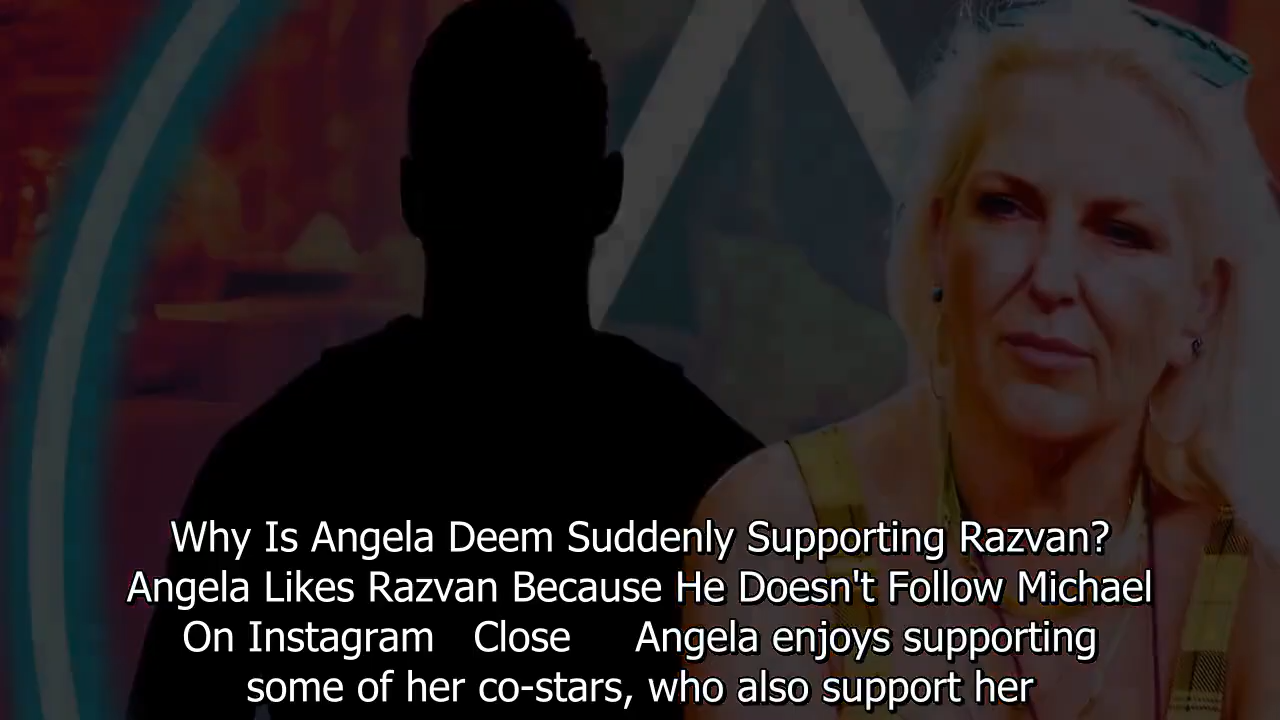 Why Is Angela Deem Suddenly Supporting Razvan?
Angela Likes Razvan Because He Doesn't Follow Michael
On Instagram Close Angela enjoys supporting
some of her co-stars, who also support her